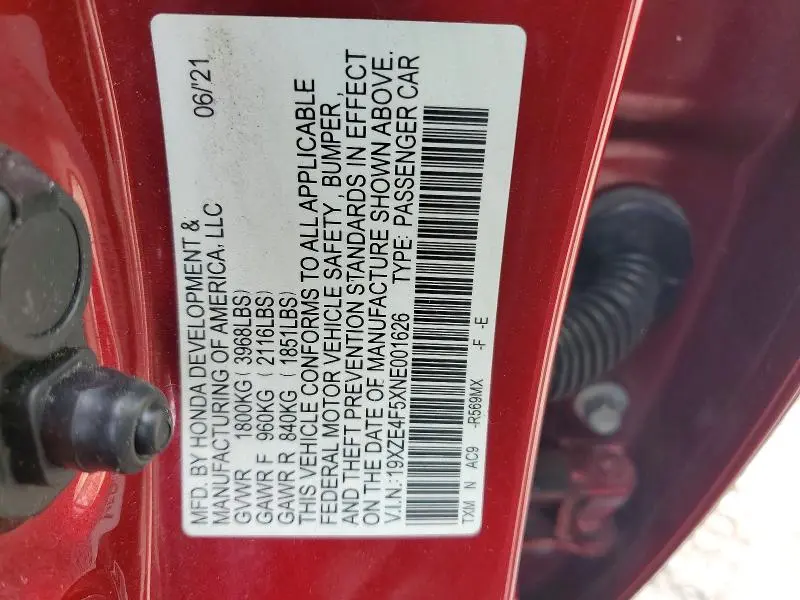 MFD. BY HONDA DEVELOPMENT & 06/'21
MANUFACTURING OF AMERICA, LLC
GVWR 1800KG( 3968LBS)
GAWR F 960KG( 2116LBS)
GAWR R 840KG ( 1851LBS)
THIS VEHICLE CONFORMS TO ALL APPLICABLE
FEDERAL MOTOR VEHICLE SAFETY , BUMPER ,
AND THEFT PREVENTION STANDARDS IN EFFECT
ON THE DATE OF MANUFACTURE SHOWN ABOVE.
V.I.N.: 19XZE4F5XNE001626 TYPE: PASSENGER CAR
TXM N AC9 -R569MX -F -E